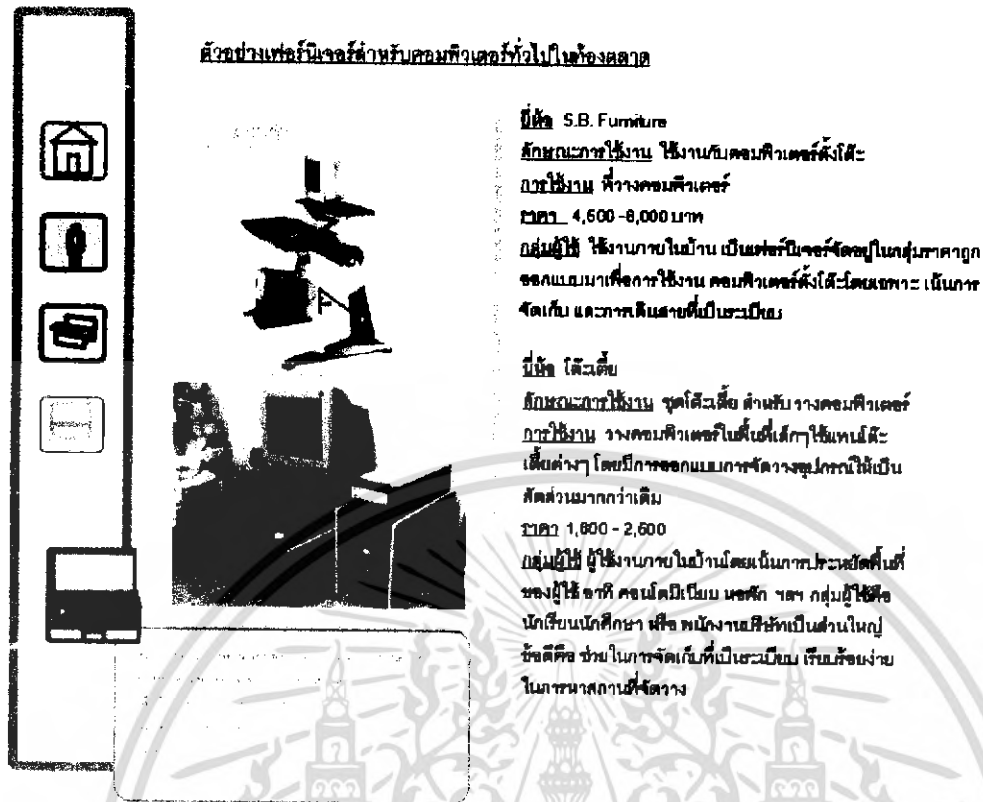 ตัวอย่างเฟอร์นิเจอร์สำหรับคอมพิวเตอร์ทั่วไปในท้องตลาด
ยี่ห้อ S.B. Furniture
ลักษณะการใช้งาน ใช้งานกับคอมพิวเตอร์ตั้งโต๊ะ
การใช้งาน ที่วางคอมพิวเตอร์
ราคา 4,500 -8,000 บาท
กลุ่มผู้ใช้ ใช้งานภายในบ้าน เป็นเฟอร์นิเจอร์จัดอยู่ในกลุ่มราคาถูก
ออกแบบมาเพื่อการใช้งาน คอมพิวเตอร์ตั้งโต๊ะโดยเฉพาะ เน้นการ
จัดเก็บ และการเดินสายที่เป็นระเบียบ
ยี่ห้อ โต๊ะเตี้ย
ลักษณะการใช้งาน ชุดโต๊ะเตี้ย สำหรับ วางคอมพิวเตอร์
การใช้งาน วางคอมพิวเตอร์ในพื้นที่เล็กๆใช้แทนโต๊ะ
เตี้ยต่างๆ โดยมีการออกแบบการจัดวางอุปกรณ์ให้เป็น
สัดส่วนมากกว่าเดิม
ราคา 1,600 - 2,500
กลุ่มผู้ใช้ ผู้ใช้งานภายในบ้านโดยเน้นการประหยัดพื้นที่
ของผู้ใช้ อาทิ คอนโดมิเนียม หอพัก ฯลฯ กลุ่มผู้ใช้คือ
นักเรียนนักศึกษา หรือ พนักงานบริษัทเป็นส่วนใหญ่
ข้อดีคือ ช่วยในการจัดเก็บที่เป็นระเบียบ เรียบร้อยง่าย
ในการหาสถานที่จัดวาง